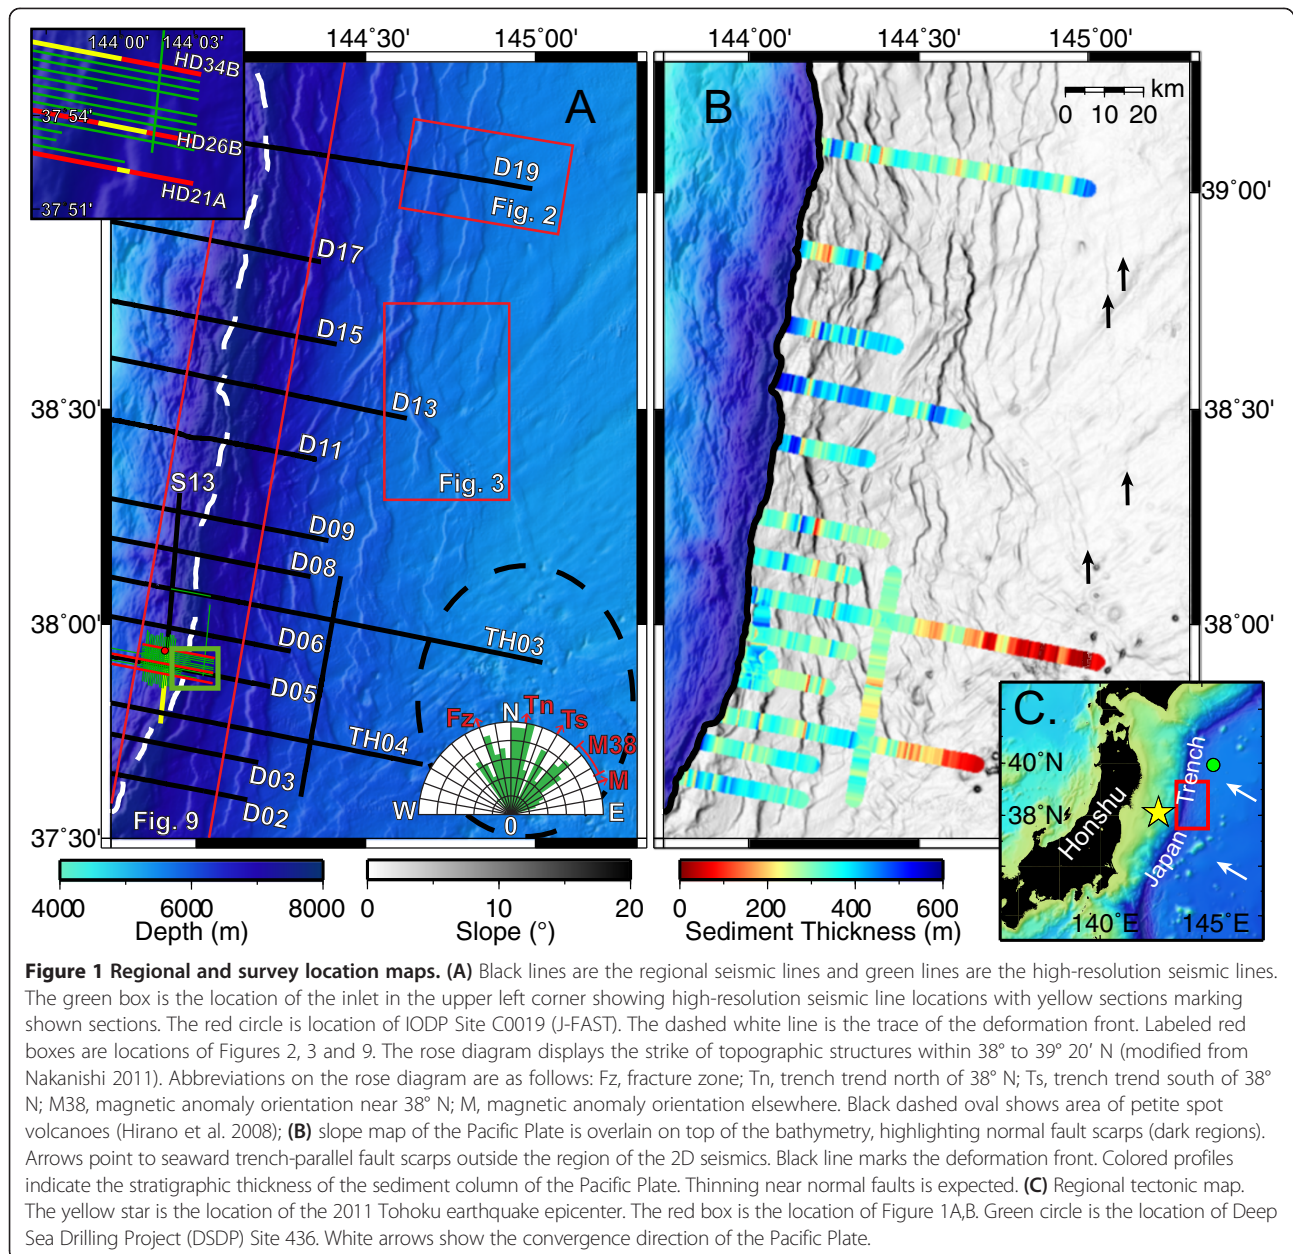 144°30' 145°00' 144°00' 144°30' 145°00'
144°00' 144°03'
HD34B
37°54'
HD26B
HD21A
37°51'
A
B
km
0 10 20
D19
Fig. 2
39°00'
D17
D15
D13
38°30'
38°30'
D11
Fig. 3
S13
D09
D08
38°00'
38°00'
TH03
D06
D05
TH04
D03
D02
Fig. 9
37°30'
Fz
N
Tn
Ts
M38
M
W
E
0
C.
40°N
38°N
Honshu
Japan Trench
140°E 145°E
4000 6000 8000
Depth (m)
0 10 20
Slope (°)
0 200 400 600
Sediment Thickness (m)
Figure 1 Regional and survey location maps. (A) Black lines are the regional seismic lines and green lines are the high-resolution seismic lines.
The green box is the location of the inlet in the upper left corner showing high-resolution seismic line locations with yellow sections marking
shown sections. The red circle is location of IODP Site C0019 (J-FAST). The dashed white line is the trace of the deformation front. Labeled red
boxes are locations of Figures 2, 3 and 9. The rose diagram displays the strike of topographic structures within 38° to 39° 20′ N (modified from
Nakanishi 2011). Abbreviations on the rose diagram are as follows: Fz, fracture zone; Tn, trench trend north of 38° N; Ts, trench trend south of 38°
N; M38, magnetic anomaly orientation near 38° N; M, magnetic anomaly orientation elsewhere. Black dashed oval shows area of petite spot
volcanoes (Hirano et al. 2008); (B) slope map of the Pacific Plate is overlain on top of the bathymetry, highlighting normal fault scarps (dark regions).
Arrows point to seaward trench-parallel fault scarps outside the region of the 2D seismics. Black line marks the deformation front. Colored profiles
indicate the stratigraphic thickness of the sediment column of the Pacific Plate. Thinning near normal faults is expected. (C) Regional tectonic map.
The yellow star is the location of the 2011 Tohoku earthquake epicenter. The red box is the location of Figure 1A,B. Green circle is the location of Deep
Sea Drilling Project (DSDP) Site 436. White arrows show the convergence direction of the Pacific Plate.